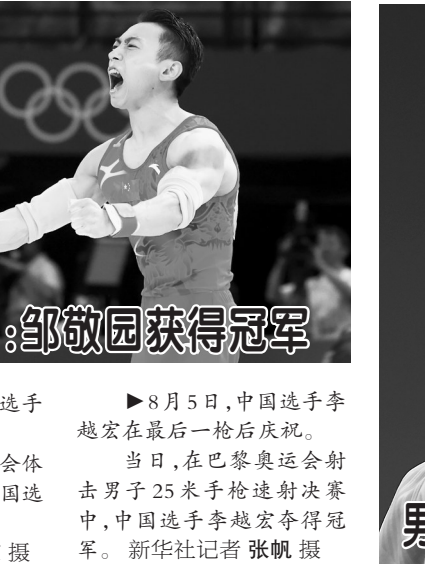 :邹敬园获得冠军
选手
会体
国选
摄
▶8月5日,中国选手李
越宏在最后一枪后庆祝。
当日,在巴黎奥运会射
击男子25米手枪速射决赛
中,中国选手李越宏夺得冠
军。 新华社记者 张帆 摄
男